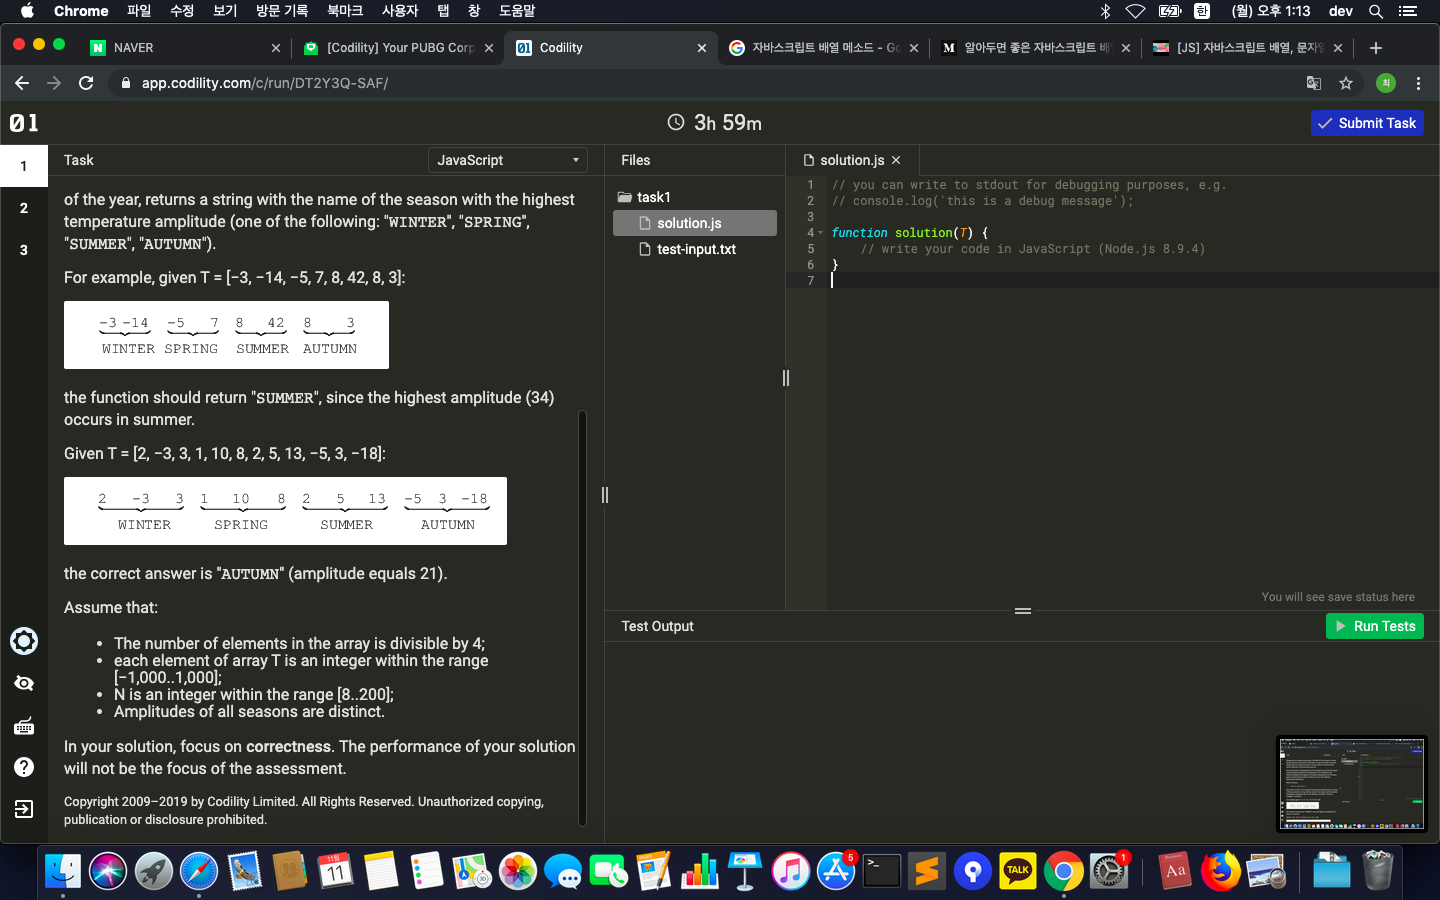 Chrome 파일 수정 보기 방문 기록 북마크 사용자 탭 창 도움말 한 (월) 오후 1:13 dev
N NAVER
[Codility] Your PUBG Corp
01 Codility
자바스크립트 배열 메소드 - Go
M 알아두면 좋은 자바스크립트 배
[JS] 자바스크립트 배열, 문자열
app.codility.com/c/run/DT2Y3Q-SAF/
최
01
3h 59m
Submit Task
1
2
3
Task
JavaScript
of the year, returns a string with the name of the season with the highest
temperature amplitude (one of the following: "WINTER", "SPRING",
"SUMMER", "AUTUMN").
For example, given T = [−3, −14, −5, 7, 8, 42, 8, 3]:
-3 -14 -5 7 8 42 8 3
WINTER SPRING SUMMER AUTUMN
the function should return "SUMMER", since the highest amplitude (34)
occurs in summer.
Given T = [2, −3, 3, 1, 10, 8, 2, 5, 13, −5, 3, −18]:
2 -3 3 1 10 8 2 5 13 -5 3 -18
WINTER SPRING SUMMER AUTUMN
the correct answer is "AUTUMN" (amplitude equals 21).
Assume that:
• The number of elements in the array is divisible by 4;
• each element of array T is an integer within the range
[−1,000..1,000];
• N is an integer within the range [8..200];
• Amplitudes of all seasons are distinct.
In your solution, focus on correctness. The performance of your solution
will not be the focus of the assessment.
Copyright 2009–2019 by Codility Limited. All Rights Reserved. Unauthorized copying,
publication or disclosure prohibited.
Files
task1
solution.js
test-input.txt
solution.js
1 // you can write to stdout for debugging purposes, e.g.
2 // console.log('this is a debug message');
3
4 function solution(T) {
5 // write your code in JavaScript (Node.js 8.9.4)
6 }
7
You will see save status here
Test Output
Run Tests
11월
11
30
5
>_
TALK
1
Aa